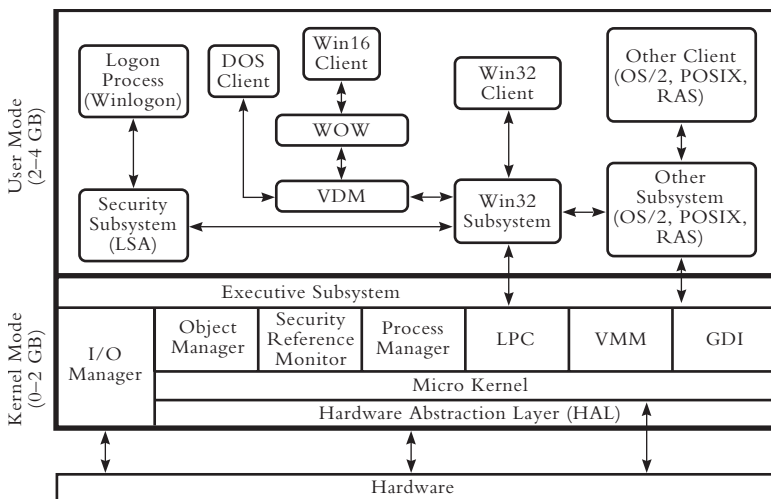 User Mode
(2–4 GB)
Logon
Process
(Winlogon)
DOS
Client
Win16
Client
Win32
Client
Other Client
(OS/2, POSIX,
RAS)
WOW
VDM
Security
Subsystem
(LSA)
Win32
Subsystem
Other
Subsystem
(OS/2, POSIX,
RAS)
Kernel Mode
(0–2 GB)
Executive Subsystem
I/O
Manager
Object
Manager
Security
Reference
Monitor
Process
Manager
LPC
VMM
GDI
Micro Kernel
Hardware Abstraction Layer (HAL)
Hardware